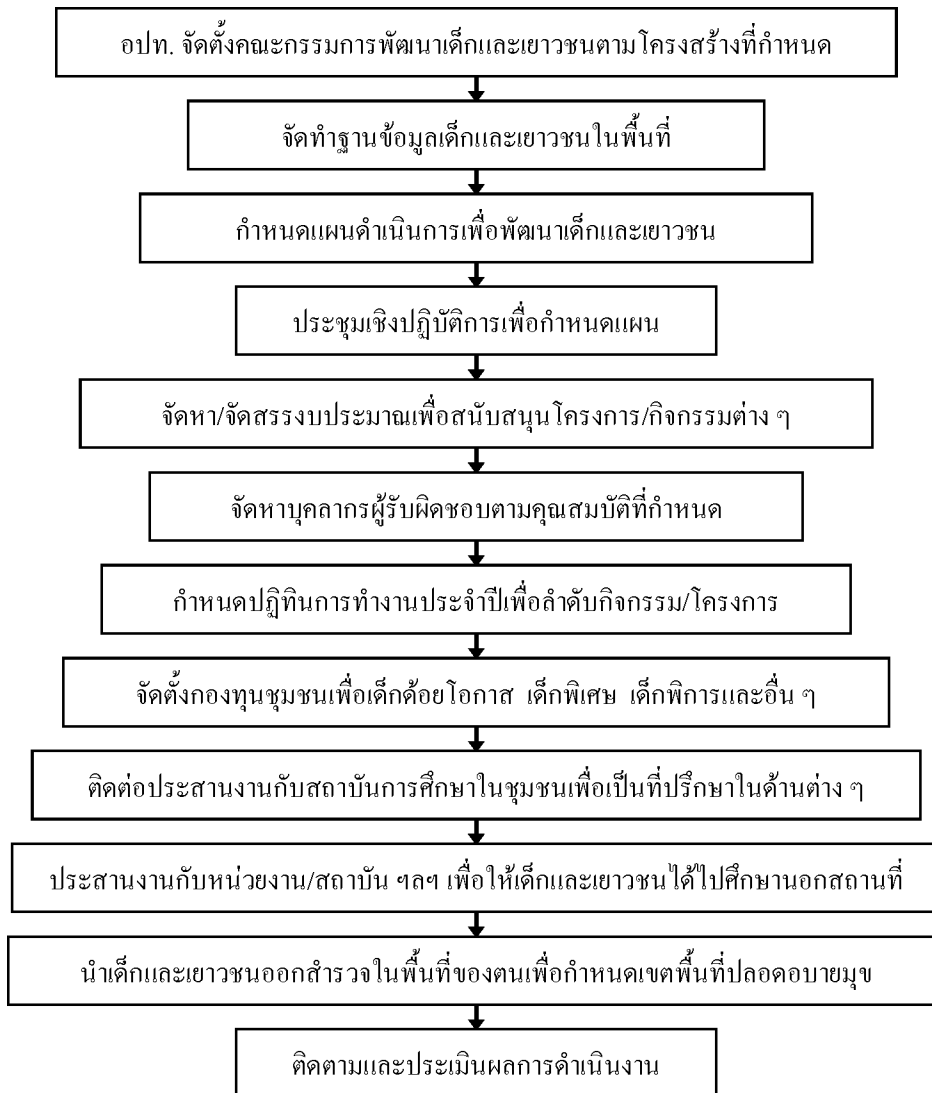 อปท. จัดตั้งคณะกรรมการพัฒนาเด็กและเยาวชนตามโครงสร้างที่กำหนด
จัดทำฐานข้อมูลเด็กและเยาวชนในพื้นที่
กำหนดแผนดำเนินการเพื่อพัฒนาเด็กและเยาวชน
ประชุมเชิงปฏิบัติการเพื่อกำหนดแผน
จัดหา/จัดสรรงบประมาณเพื่อสนับสนุนโครงการ/กิจกรรมต่าง ๆ
จัดหาบุคลากรผู้รับผิดชอบตามคุณสมบัติที่กำหนด
กำหนดปฏิทินการทำงานประจำปีเพื่อลำดับกิจกรรม/โครงการ
จัดตั้งกองทุนชุมชนเพื่อเด็กด้อยโอกาส เด็กพิเศษ เด็กพิการและอื่น ๆ
ติดต่อประสานงานกับสถาบันการศึกษาในชุมชนเพื่อเป็นที่ปรึกษาในด้านต่าง ๆ
ประสานงานกับหน่วยงาน/สถาบัน ฯลฯ เพื่อให้เด็กและเยาวชนได้ไปศึกษานอกสถานที่
นำเด็กและเยาวชนออกสำรวจในพื้นที่ของตนเพื่อกำหนดเขตพื้นที่ปลอดอบายมุข
ติดตามและประเมินผลการดำเนินงาน